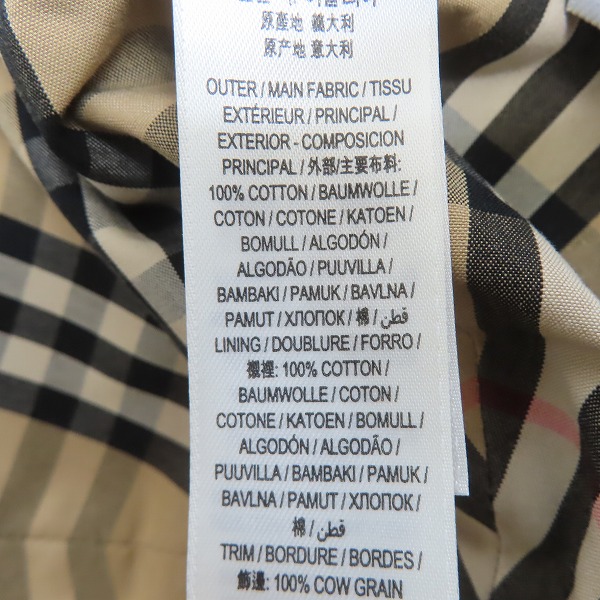 原產地 義大利
原产地 意大利
OUTER / MAIN FABRIC / TISSU
EXTÉRIEUR / PRINCIPAL /
EXTERIOR - COMPOSICION
PRINCIPAL / 外部/主要布料:
100% COTTON / BAUMWOLLE /
COTON / COTONE / KATOEN /
BOMULL / ALGODÓN /
ALGODÃO / PUUVILLA /
BAMBAKI / PAMUK / BAVLNA /
PAMUT / ХЛОПОК / 棉 / قطن /
LINING / DOUBLURE / FORRO /
襯裡: 100% COTTON /
BAUMWOLLE / COTON /
COTONE / KATOEN / BOMULL /
ALGODÓN / ALGODÃO /
PUUVILLA / BAMBAKI / PAMUK /
BAVLNA / PAMUT / ХЛОПОК /
棉 / قطن /
TRIM / BORDURE / BORDES /
飾邊: 100% COW GRAIN